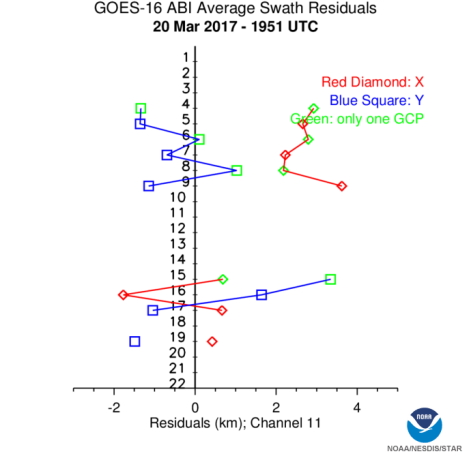 GOES-16 ABI Average Swath Residuals
20 Mar 2017 - 1951 UTC
1
2
Red Diamond: X
3
Blue Square: Y
4
Green: only one GCP
5
6
7
8
9
10
11
12
13
14
15
16
17
18
19
20
21
22
-2 0 2 4
Residuals (km); Channel 11
NOAA
NOAA/NESDIS/STAR